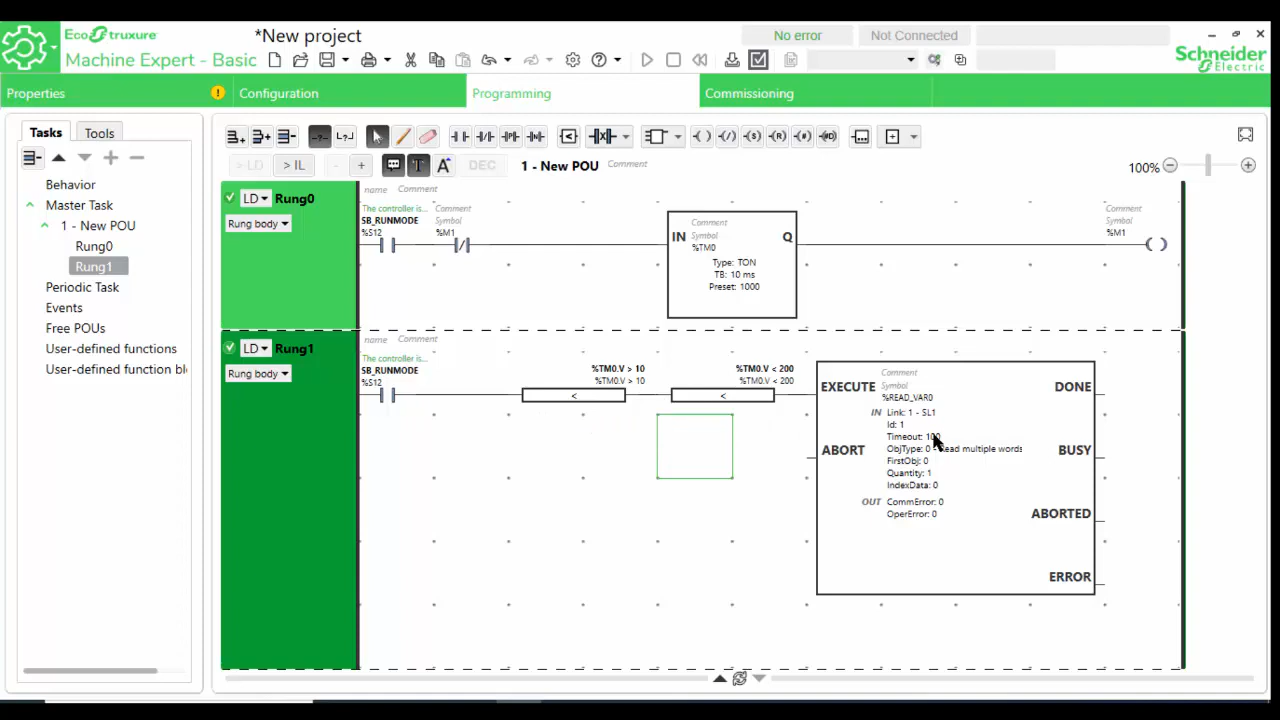 EcoStruxure
Machine Expert - Basic
*New project
No error
Not Connected
Schneider
Electric
Properties
Configuration
Programming
Commissioning
Tasks
Tools
Behavior
Master Task
1 - New POU
Rung0
Rung1
Periodic Task
Events
Free POUs
User-defined functions
User-defined function bl
> LD
> IL
-
+
DEC
1 - New POU
Comment
100%
LD
Rung0
Rung body
name
Comment
The controller is...
SB_RUNMODE
%S12
Comment
Symbol
%M1
Comment
Symbol
%TM0
IN
Q
Type: TON
TB: 10 ms
Preset: 1000
Comment
Symbol
%M1
LD
Rung1
Rung body
name
Comment
The controller is...
SB_RUNMODE
%S12
%TM0.V > 10
%TM0.V > 10
<
%TM0.V < 200
%TM0.V < 200
<
EXECUTE
Comment
Symbol
%READ_VAR0
DONE
IN
Link: 1 - SL1
Id: 1
Timeout:
ObjType: 0 - Read multiple words
FirstObj: 0
Quantity: 1
IndexData: 0
ABORT
BUSY
OUT
CommError: 0
OperError: 0
ABORTED
ERROR